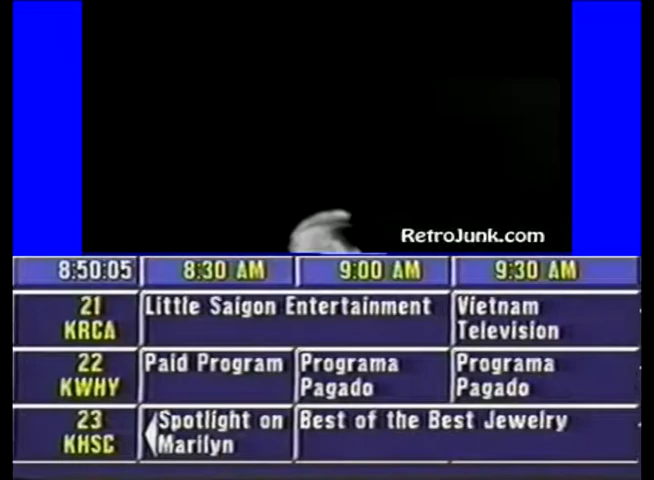 RetroJunk.com
8:50:05 8:30 AM 9:00 AM 9:30 AM
21
KRCA
Little Saigon Entertainment
Vietnam
Television
22
KWHY
Paid Program
Programa
Pagado
Programa
Pagado
23
KHSC
Spotlight on
Marilyn
Best of the Best Jewelry